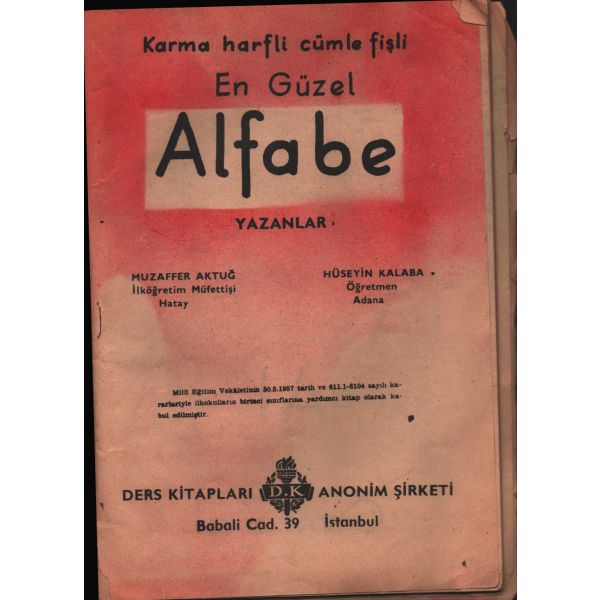 Karma harfli cümle fişli
En Güzel
Alfabe
YAZANLAR
MUZAFFER AKTUĞ
İlköğretim Müfettişi
Hatay
HÜSEYİN KALABA
Öğretmen
Adana
Milli Eğitim Vekâletinin 30.5.1957 tarih ve 611.1-8104 sayılı ka-
rarlariyle ilkokulların birinci sınıflarına yardımcı kitap olarak ka-
bul edilmiştir.
DERS KİTAPLARI D.K ANONİM ŞİRKETİ
Babali Cad. 39 İstanbul